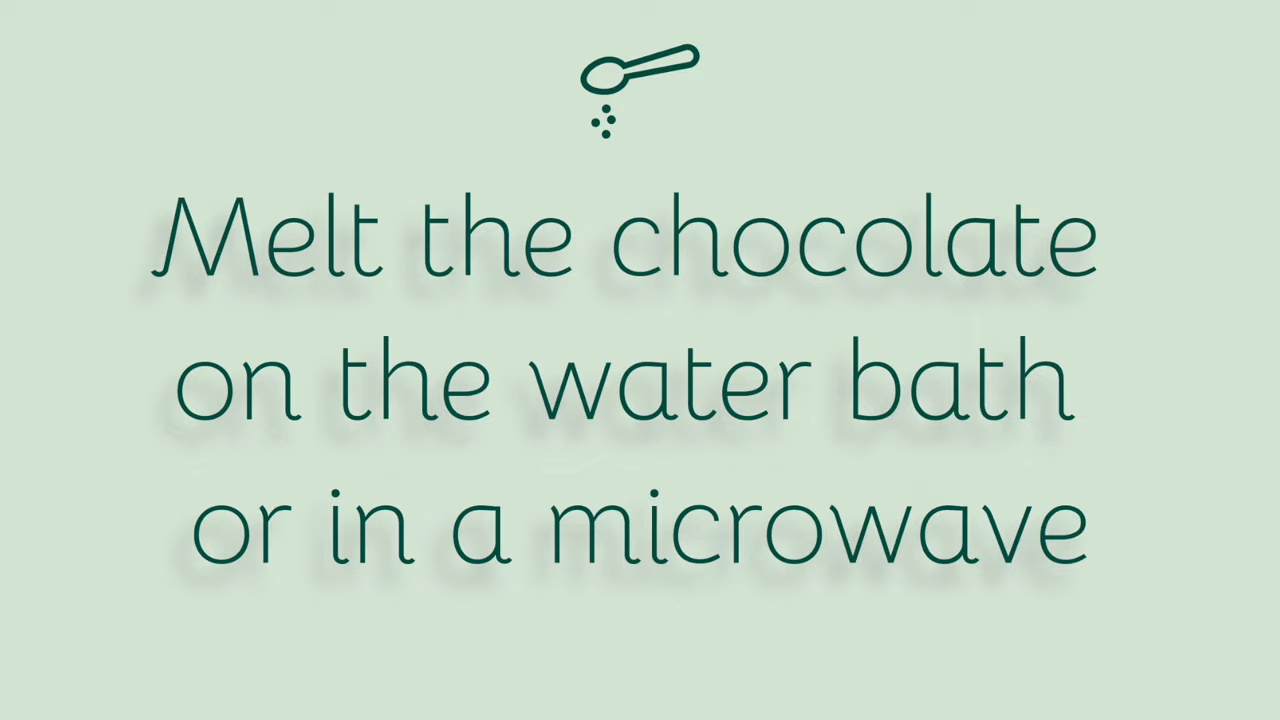 Melt the chocolate
on the water bath
or in a microwave